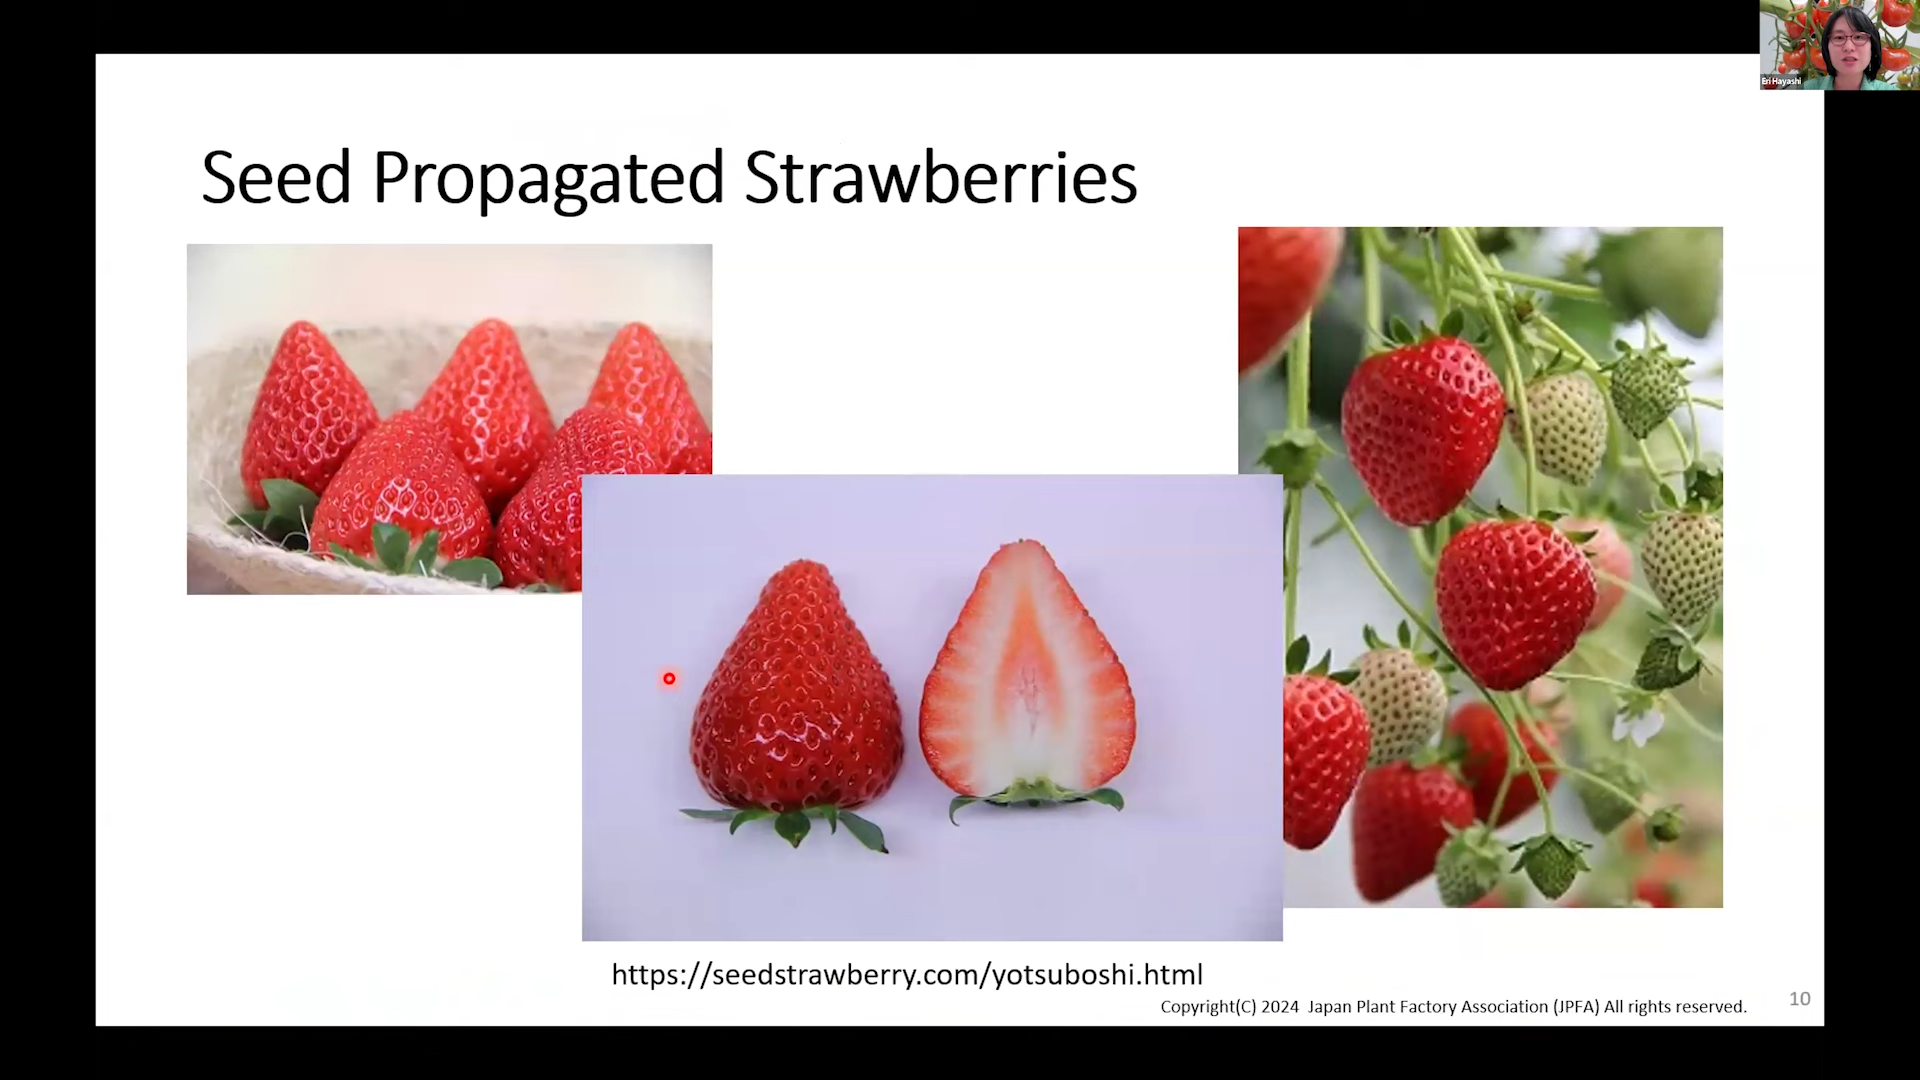 Eri Hayashi
Seed Propagated Strawberries
https://seedstrawberry.com/yotsuboshi.html
Copyright(C) 2024 Japan Plant Factory Association (JPFA) All rights reserved.
10